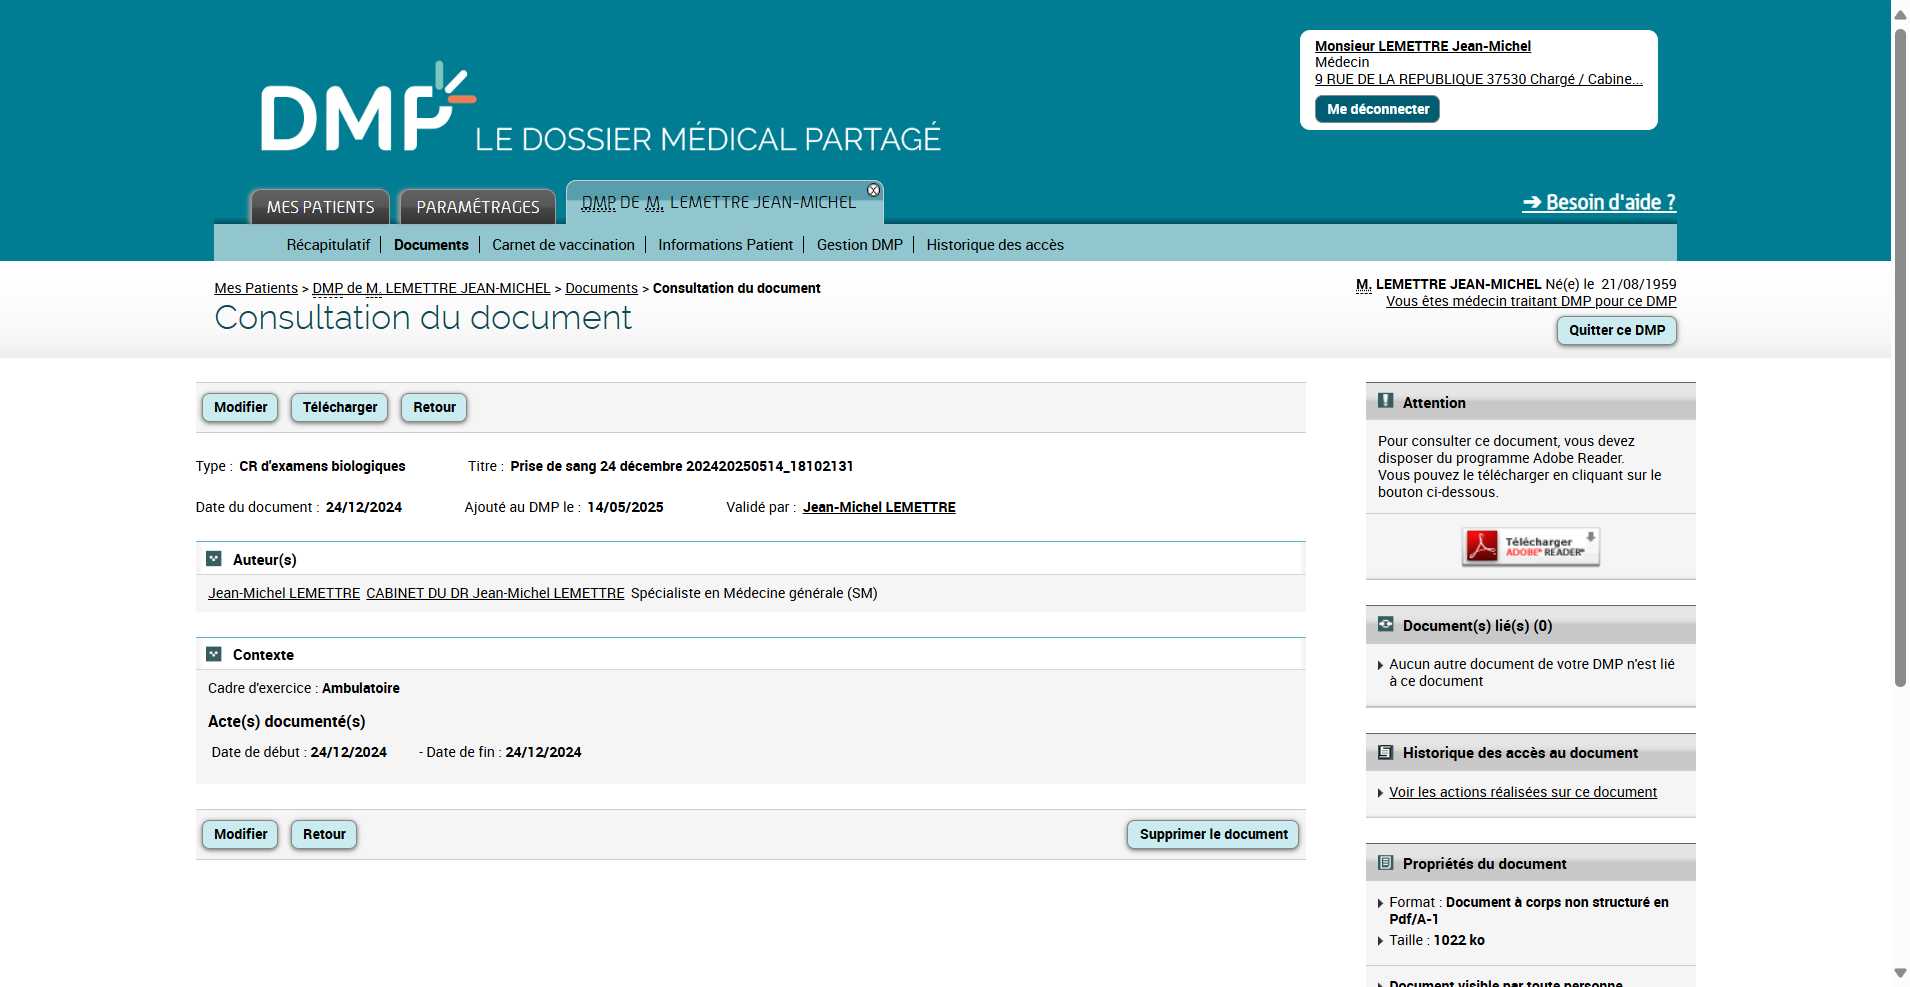 Monsieur LEMETTRE Jean-Michel
Médecin
9 RUE DE LA REPUBLIQUE 37530 Chargé / Cabine...
Me déconnecter
DMP LE DOSSIER MÉDICAL PARTAGÉ
MES PATIENTS PARAMÉTRAGES DMP DE M. LEMETTRE JEAN-MICHEL
➔ Besoin d'aide ?
Récapitulatif Documents Carnet de vaccination Informations Patient Gestion DMP Historique des accès
Mes Patients > DMP de M. LEMETTRE JEAN-MICHEL > Documents > Consultation du document
Consultation du document
M. LEMETTRE JEAN-MICHEL Né(e) le 21/08/1959
Vous êtes médecin traitant DMP pour ce DMP
Quitter ce DMP
Modifier Télécharger Retour
Type : CR d'examens biologiques Titre : Prise de sang 24 décembre 202420250514_18102131
Date du document : 24/12/2024 Ajouté au DMP le : 14/05/2025 Validé par : Jean-Michel LEMETTRE
Auteur(s)
Jean-Michel LEMETTRE CABINET DU DR Jean-Michel LEMETTRE Spécialiste en Médecine générale (SM)
Contexte
Cadre d'exercice : Ambulatoire
Acte(s) documenté(s)
Date de début : 24/12/2024 - Date de fin : 24/12/2024
Modifier Retour Supprimer le document
Attention
Pour consulter ce document, vous devez
disposer du programme Adobe Reader.
Vous pouvez le télécharger en cliquant sur le
bouton ci-dessous.
Télécharger
ADOBE® READER®
Document(s) lié(s) (0)
Aucun autre document de votre DMP n'est lié
à ce document
Historique des accès au document
Voir les actions réalisées sur ce document
Propriétés du document
Format : Document à corps non structuré en
Pdf/A-1
Taille : 1022 ko
Document visible par toute personne